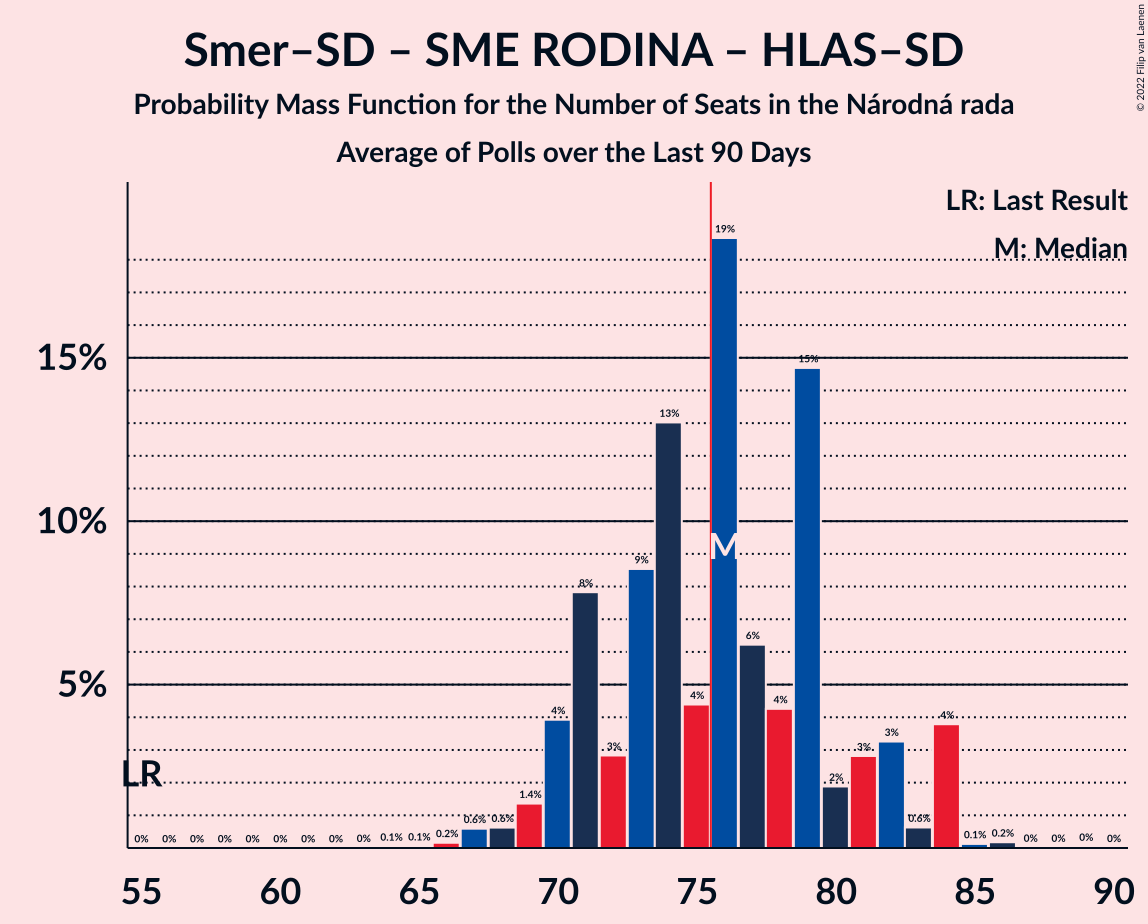 Smer–SD – SME RODINA – HLAS–SD
Probability Mass Function for the Number of Seats in the Národná rada
Average of Polls over the Last 90 Days
© 2022 Filip van Laenen
LR: Last Result
M: Median
15%
10%
5%
LR
M
0% 0% 0% 0% 0% 0% 0% 0% 0% 0.1% 0.1% 0.2% 0.6% 0.6% 1.4% 4% 8% 3% 9% 13% 4% 19% 6% 4% 15% 2% 3% 3% 0.6% 4% 0.1% 0.2% 0% 0% 0% 0%
55 60 65 70 75 80 85 90